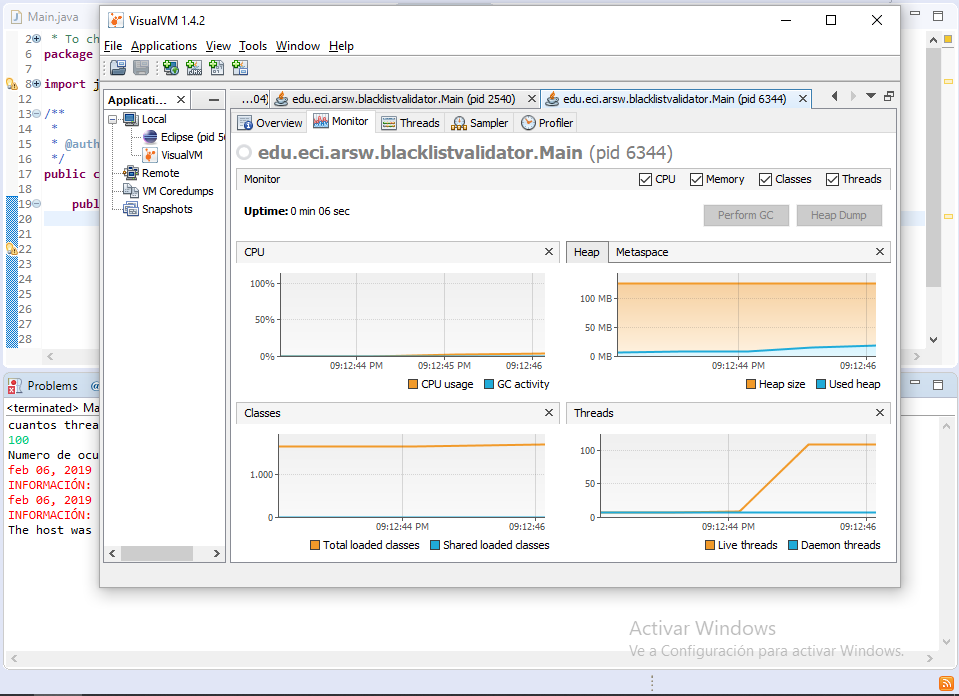 Main.java
VisualVM 1.4.2
File Applications View Tools Window Help
2 * To ch
6 package
7
8 import j
12
13 /**
14 *
15 * @auth
16 */
17 public c
18
19 publ
20
21
22
23
24
25
26
27
28
Applicati...
Local
Eclipse (pid 56
VisualVM
Remote
VM Coredumps
Snapshots
...04) edu.eci.arsw.blacklistvalidator.Main (pid 2540) edu.eci.arsw.blacklistvalidator.Main (pid 6344)
Overview Monitor Threads Sampler Profiler
edu.eci.arsw.blacklistvalidator.Main (pid 6344)
Monitor CPU Memory Classes Threads
Uptime: 0 min 06 sec
Perform GC Heap Dump
CPU
100%
50%
0%
09:12:44 PM 09:12:45 PM 09:12:46
CPU usage GC activity
Heap Metaspace
100 MB
50 MB
0 MB
09:12:44 PM 09:12:46
Heap size Used heap
Classes
1.000
0
09:12:44 PM 09:12:46
Total loaded classes Shared loaded classes
Threads
100
50
0
09:12:44 PM 09:12:46
Live threads Daemon threads
Problems @
<terminated> Ma
cuantos threa
100
Numero de ocu
feb 06, 2019
INFORMACIÓN:
feb 06, 2019
INFORMACIÓN:
The host was
Activar Windows
Ve a Configuración para activar Windows.